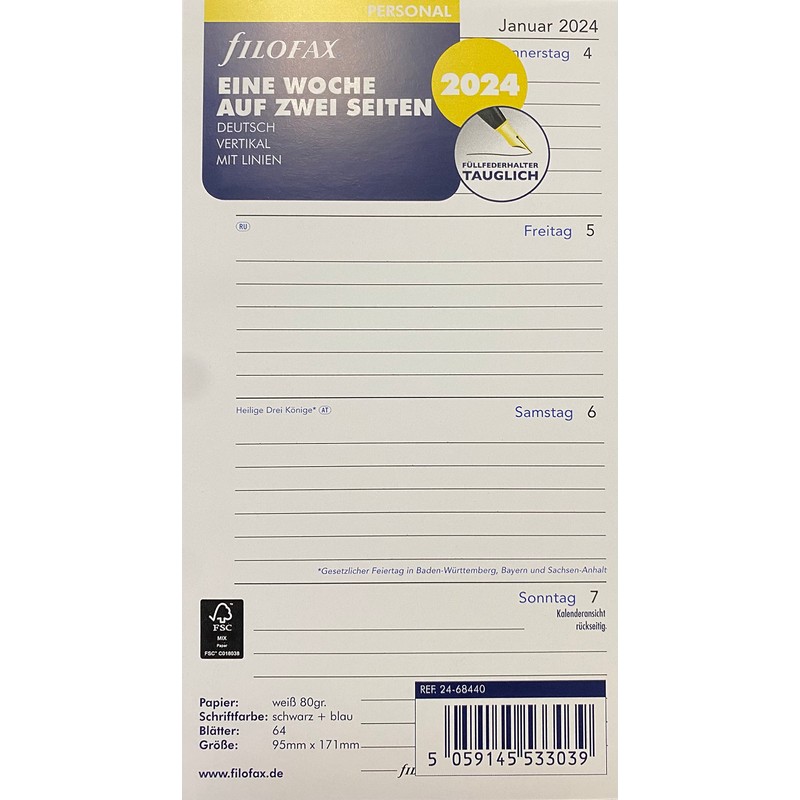 PERSONAL
Januar 2024
fILOFAX
nnerstag 4
EINE WOCHE
AUF ZWEI SEITEN
2024
DEUTSCH
VERTIKAL
MIT LINIEN
FÜLLFEDERHALTER
TAUGLICH
RU
Freitag 5
Heilige Drei Könige* AT
Samstag 6
*Gesetzlicher Feiertag in Baden-Württemberg, Bayern und Sachsen-Anhalt
Sonntag 7
Kalenderansicht
rückseitig.
FSC
MIX
Paper
FSC® C018038
REF. 24-68440
Papier: weiß 80gr.
Schriftfarbe: schwarz + blau
Blätter: 64
Größe: 95mm x 171mm
5 059145 533039
www.filofax.de